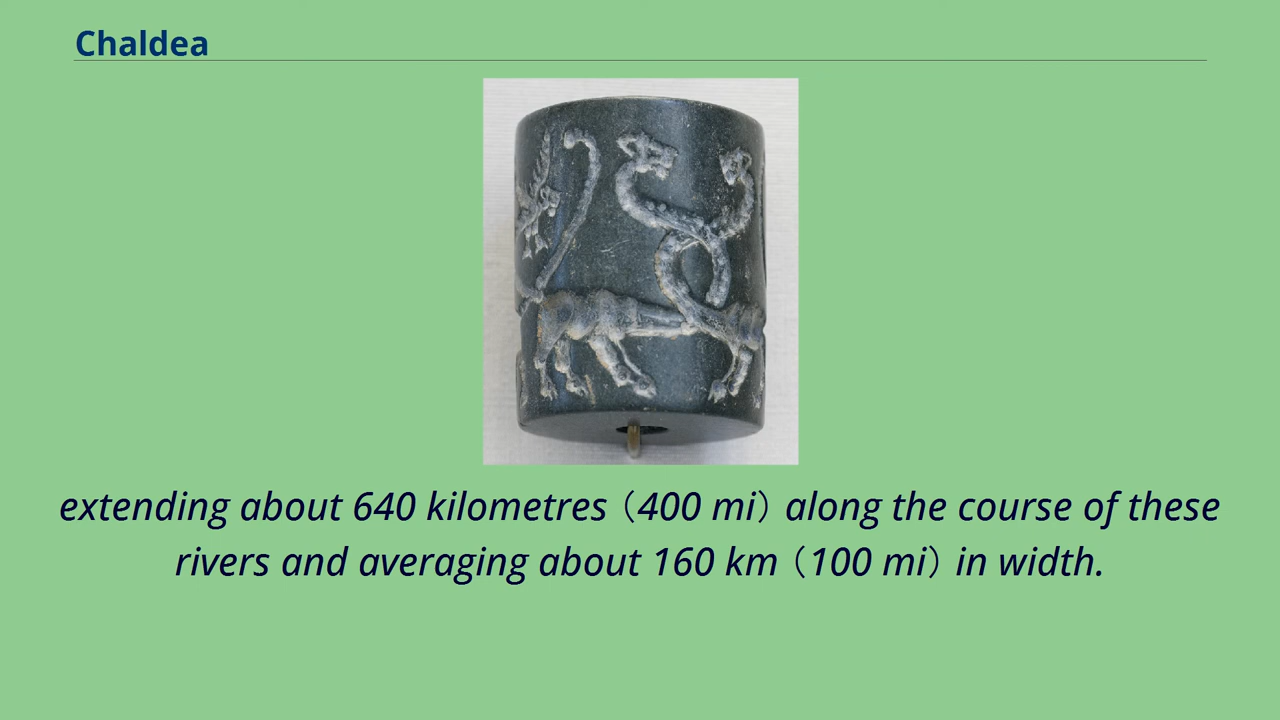 Chaldea
extending about 640 kilometres（400 mi）along the course of these
rivers and averaging about 160 km（100 mi）in width.